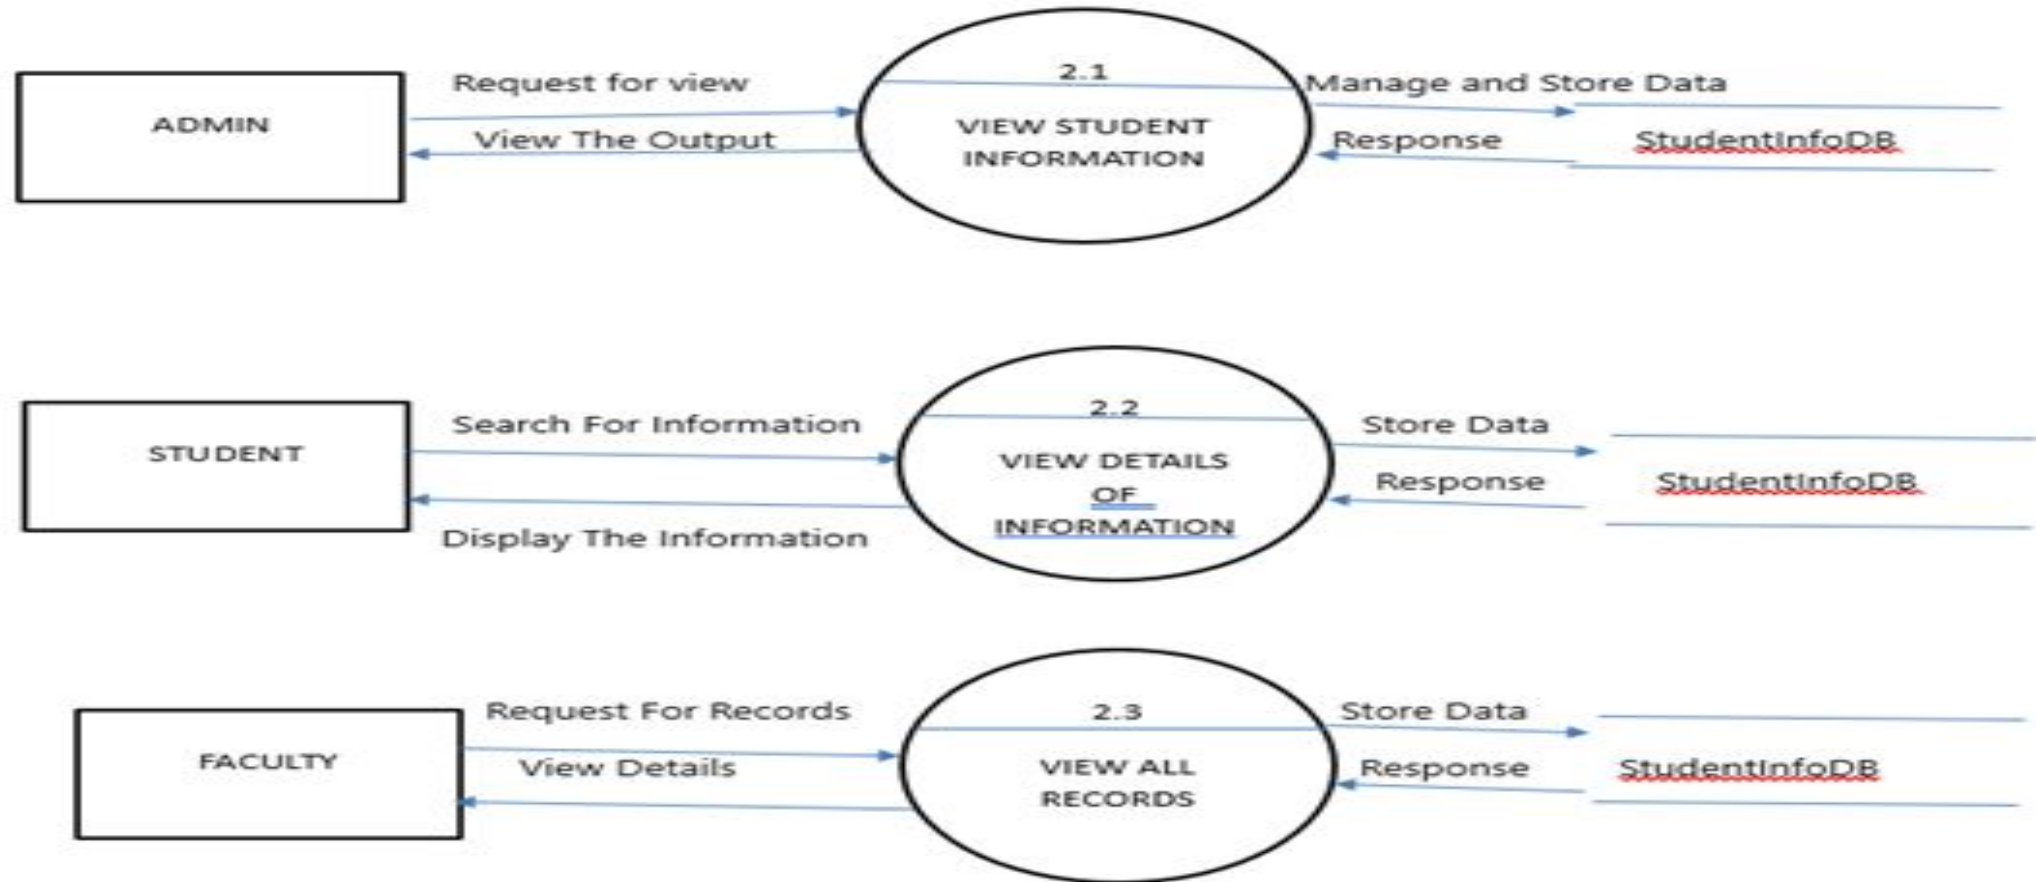 ADMIN
Request for view
View The Output
2.1
VIEW STUDENT
INFORMATION
Manage and Store Data
Response
StudentInfoDB
STUDENT
Search For Information
Display The Information
2.2
VIEW DETAILS
OF
INFORMATION
Store Data
Response
StudentInfoDB
FACULTY
Request For Records
View Details
2.3
VIEW ALL
RECORDS
Store Data
Response
StudentInfoDB